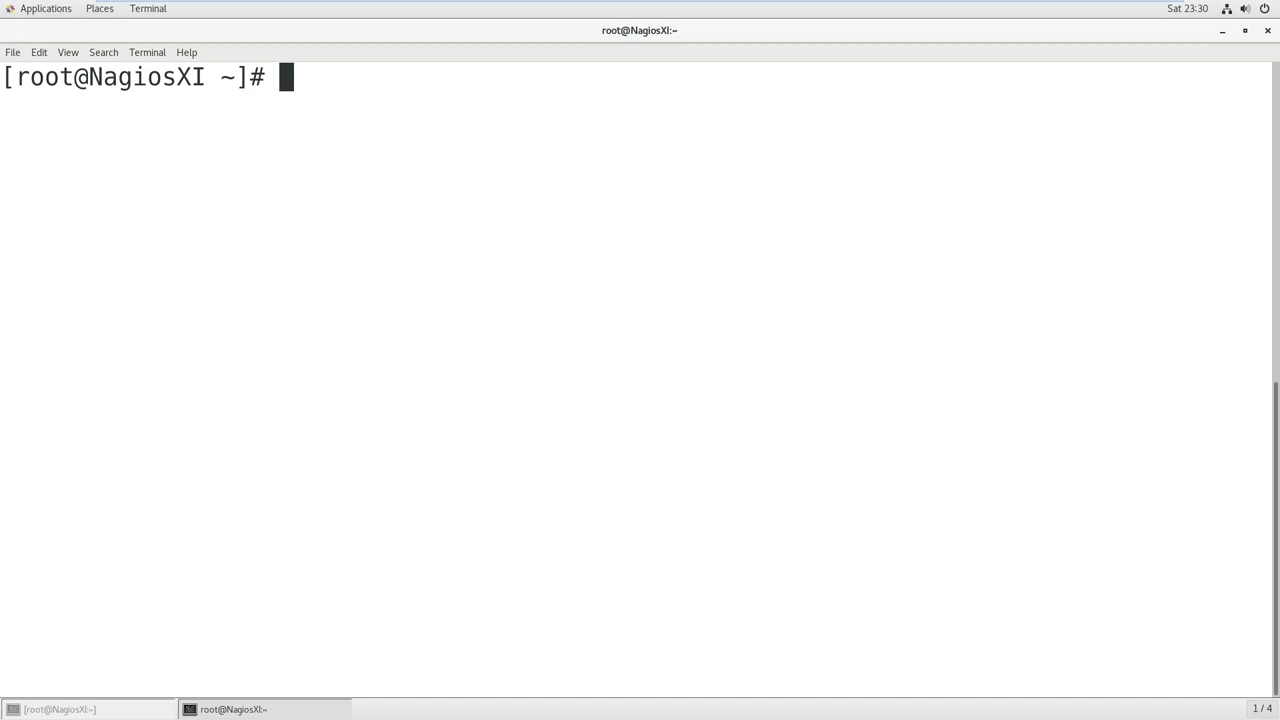 Applications Places Terminal Sat 23:30
root@NagiosXI:~
File Edit View Search Terminal Help
[root@NagiosXI ~]#
[root@NagiosXI:~] root@NagiosXI:~ 1 / 4